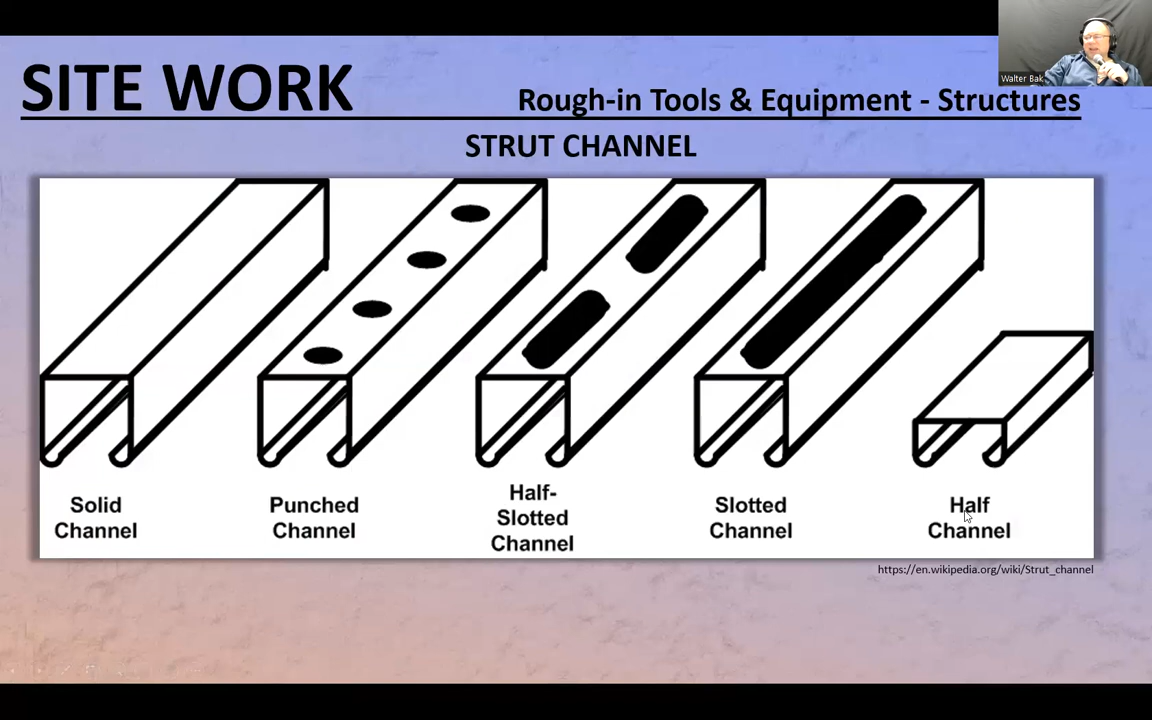 Walter Bak
SITE WORK
Rough-in Tools & Equipment - Structures
STRUT CHANNEL
Solid
Channel
Punched
Channel
Half-
Slotted
Channel
Slotted
Channel
Half
Channel
https://en.wikipedia.org/wiki/Strut_channel